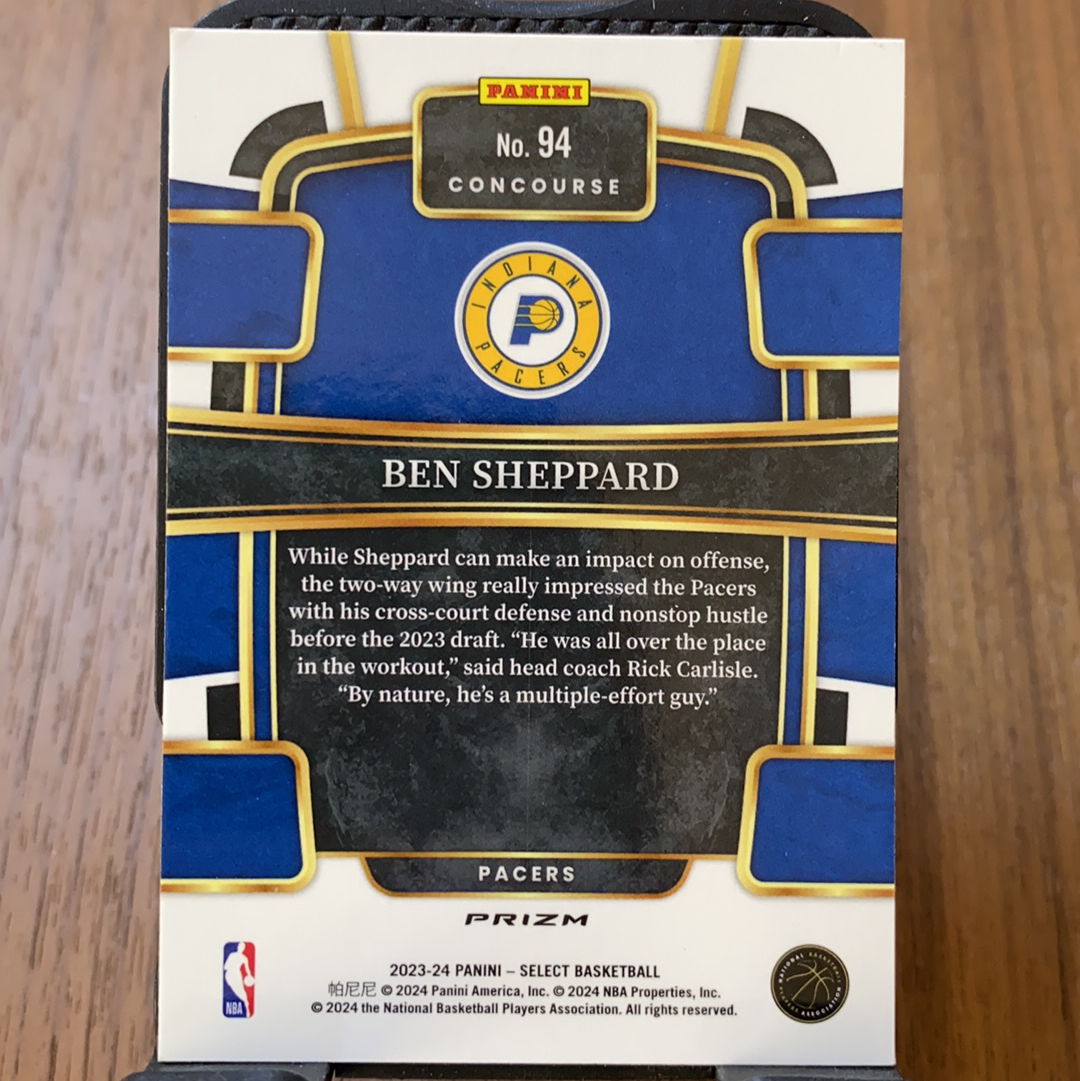 PANINI
No. 94
CONCOURSE
INDIANA
PACERS
BEN SHEPPARD
While Sheppard can make an impact on offense,
the two-way wing really impressed the Pacers
with his cross-court defense and nonstop hustle
before the 2023 draft. “He was all over the place
in the workout,” said head coach Rick Carlisle.
“By nature, he’s a multiple-effort guy.”
PACERS
PRIZM
NBA
2023-24 PANINI – SELECT BASKETBALL
帕尼尼 © 2024 Panini America, Inc. © 2024 NBA Properties, Inc.
© 2024 the National Basketball Players Association. All rights reserved.
NATIONAL BASKETBALL
PLAYERS ASSOCIATION